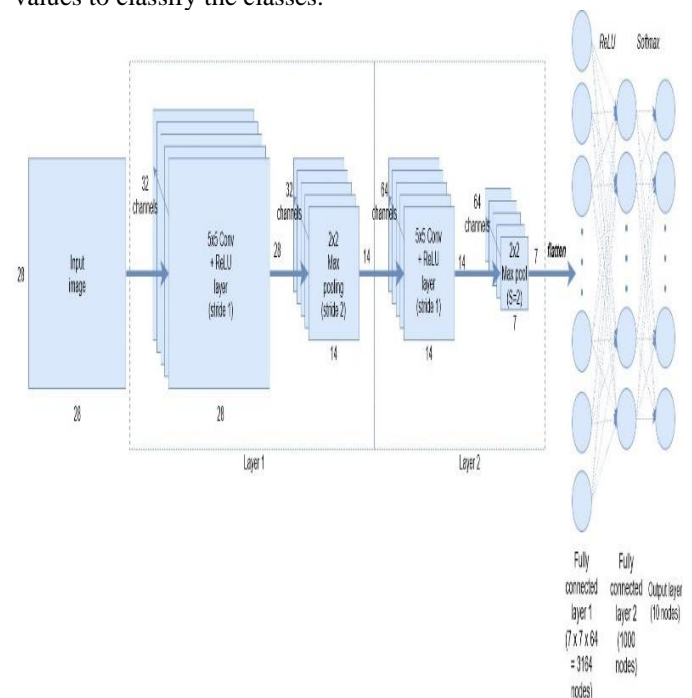 values to classify the classes.
ReLU
Softmax
32
channels
32
channels
64
channels
64
channels
28
Input
image
28
5x5 Conv
+ ReLU
layer
(stride 1)
28
28
2x2
Max
pooling
(stride 2)
14
14
5x5 Conv
+ ReLU
layer
(stride 1)
14
14
2x2
Max pool
(S=2)
7
7
flatten
Layer 1
Layer 2
Fully
connected
layer 1
(7 x 7 x 64
= 3164
nodes)
Fully
connected
layer 2
(1000
nodes)
Output layer
(10 nodes)